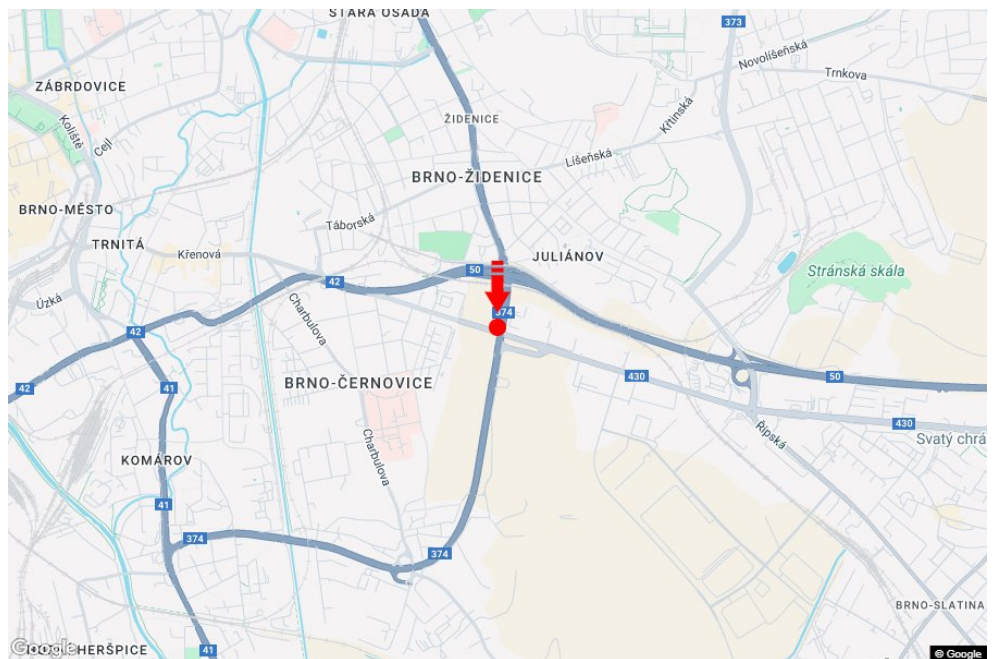 STARÁ OSADA
373
Novolíšeňská
Trnkova
ZÁBRDOVICE
Koliště
Cejl
ŽIDENICE
Křtinská
Líšeňská
BRNO-ŽIDENICE
BRNO-MĚSTO
Táborská
TRNITÁ
Křenová
JULIÁNOV
50
Stránská skála
42
Úzká
Charbulova
374
42
BRNO-ČERNOVICE
430
50
42
41
430
Svatý chrá
Řipská
Charbulova
KOMÁROV
41
374
374
BRNO-SLATINA
41
Google
HERŠPICE
© Google